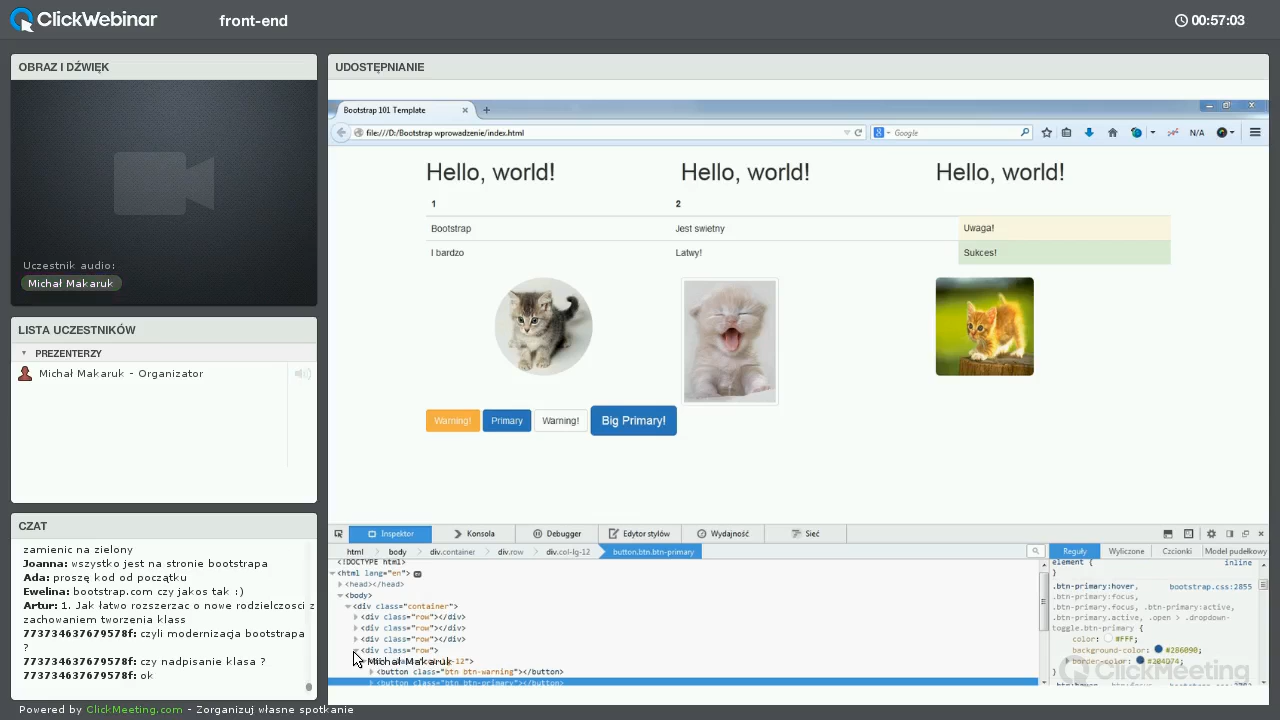 ClickWebinar
front-end
00:57:03
OBRAZ I DŹWIĘK
Uczestnik audio:
Michał Makaruk
LISTA UCZESTNIKÓW
PREZENTERZY
Michał Makaruk - Organizator
CZAT
zamienic na zielony
Joanna: wszystko jest na stronie bootstrapa
Ada: proszę kod od początku
Ewelina: bootstrap.com czy jakos tak :)
Artur: 1. Jak łatwo rozszerzac o nowe rodzielczosci z
zachowaniem tworzenia klass
773734637679578f: czyli modernizacja bootstrapa
?
773734637679578f: czy nadpisanie klasa ?
773734637679578f: ok
Powered by ClickMeeting.com - Zorganizuj własne spotkanie
UDOSTĘPNIANIE
Bootstrap 101 Template
file:///D:/Bootstrap wprowadzenie/index.html
Google
N/A
Hello, world! Hello, world! Hello, world!
1 2
Bootstrap Jest swietny Uwaga!
I bardzo Latwy! Sukces!
Warning! Primary Warning! Big Primary!
Inspektor Konsola Debugger Edytor stylów Wydajność Sieć
html body div.container div.row div.col-lg-12 button.btn.btn-primary
<!DOCTYPE html>
<html lang="en">
<head></head>
<body>
<div class="container">
<div class="row"></div>
<div class="row"></div>
<div class="row"></div>
<div class="row">
Michał Makaruk
<button class="btn btn-warning"></button>
<button class="btn btn-primary"></button>
Reguły Wyliczone Czcionki Model pudełkowy
element { inline
}
.btn-primary:hover, bootstrap.css:2855
.btn-primary:focus,
.btn-primary.focus, .btn-primary:active,
.btn-primary.active, .open > .dropdown-
toggle.btn-primary {
color: #FFF;
background-color: #286090;
border-color: #204D74;
ClickMeeting